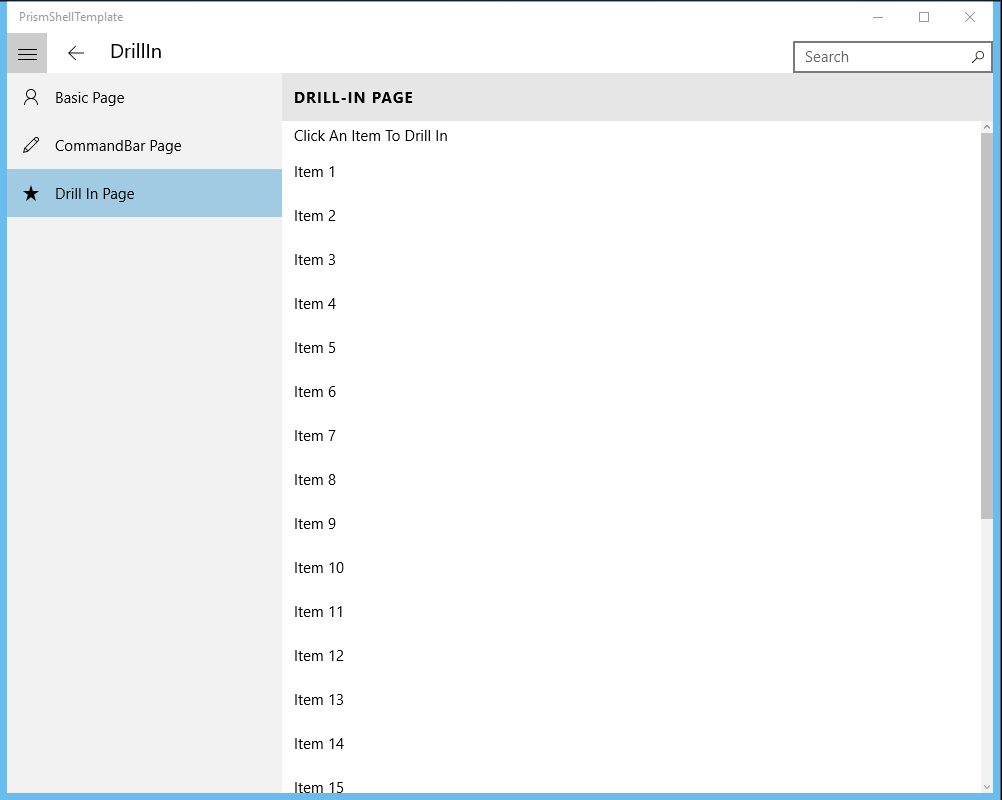 PrismShellTemplate
DrillIn
Search
Basic Page
CommandBar Page
Drill In Page
DRILL-IN PAGE
Click An Item To Drill In
Item 1
Item 2
Item 3
Item 4
Item 5
Item 6
Item 7
Item 8
Item 9
Item 10
Item 11
Item 12
Item 13
Item 14
Item 15